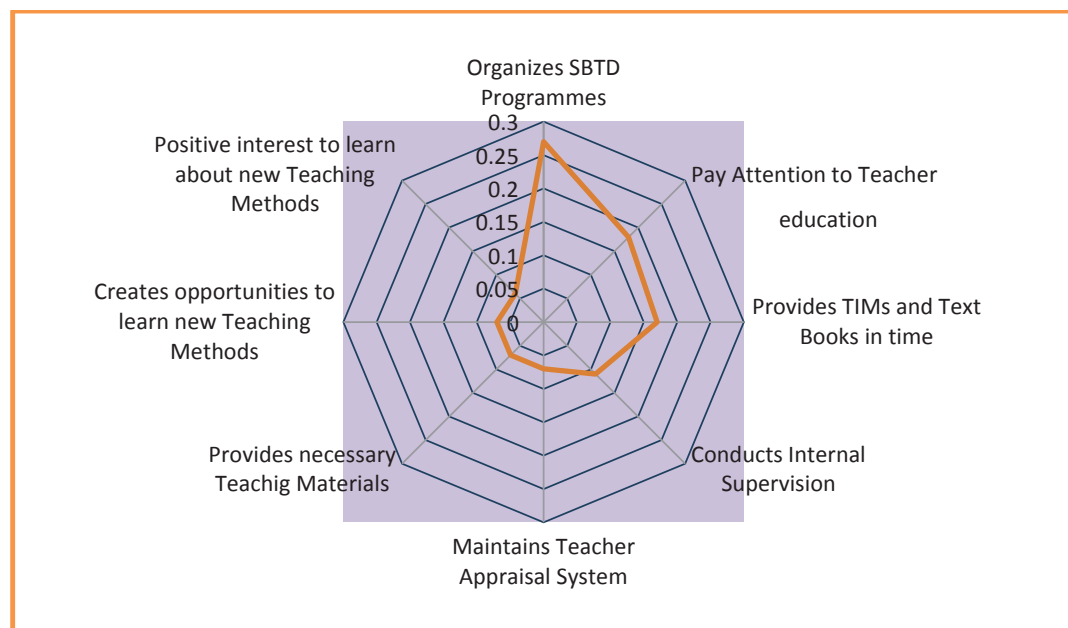 Organizes SBTD
Programmes
Positive interest to learn
about new Teaching
Methods
Pay Attention to Teacher
education
0.3
0.25
0.2
0.15
0.1
0.05
0
Creates opportunities to
learn new Teaching
Methods
Provides TIMs and Text
Books in time
Provides necessary
Teachig Materials
Conducts Internal
Supervision
Maintains Teacher
Appraisal System